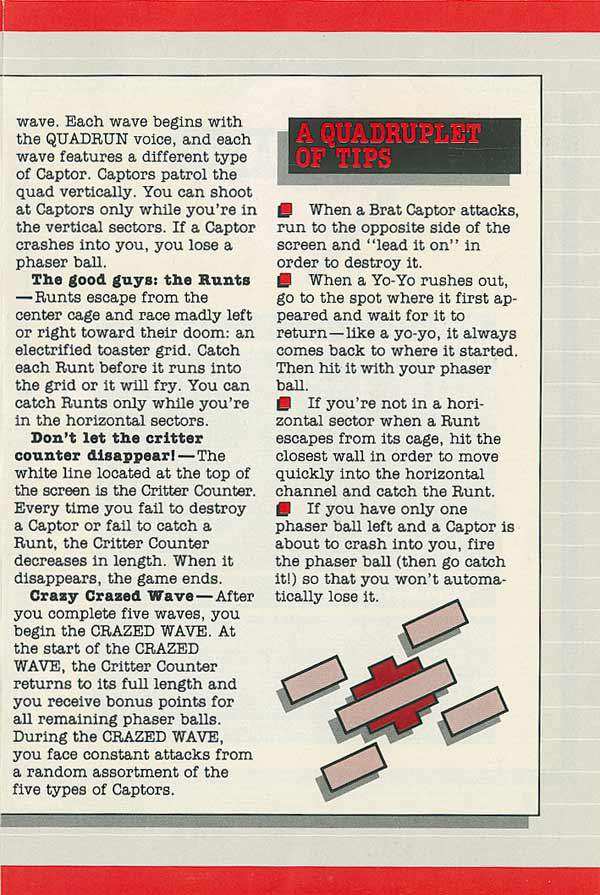 wave. Each wave begins with
the QUADRUN voice, and each
wave features a different type
of Captor. Captors patrol the
quad vertically. You can shoot
at Captors only while you're in
the vertical sectors. If a Captor
crashes into you, you lose a
phaser ball.
The good guys: the Runts
—Runts escape from the
center cage and race madly left
or right toward their doom: an
electrified toaster grid. Catch
each Runt before it runs into
the grid or it will fry. You can
catch Runts only while you're
in the horizontal sectors.
Don't let the critter
counter disappear!—The
white line located at the top of
the screen is the Critter Counter.
Every time you fail to destroy
a Captor or fail to catch a
Runt, the Critter Counter
decreases in length. When it
disappears, the game ends.
Crazy Crazed Wave—After
you complete five waves, you
begin the CRAZED WAVE. At
the start of the CRAZED
WAVE, the Critter Counter
returns to its full length and
you receive bonus points for
all remaining phaser balls.
During the CRAZED WAVE,
you face constant attacks from
a random assortment of the
five types of Captors.
A QUADRUPLET
OF TIPS
When a Brat Captor attacks,
run to the opposite side of the
screen and "lead it on" in
order to destroy it.
When a Yo-Yo rushes out,
go to the spot where it first ap-
peared and wait for it to
return—like a yo-yo, it always
comes back to where it started.
Then hit it with your phaser
ball.
If you're not in a hori-
zontal sector when a Runt
escapes from its cage, hit the
closest wall in order to move
quickly into the horizontal
channel and catch the Runt.
If you have only one
phaser ball left and a Captor is
about to crash into you, fire
the phaser ball (then go catch
it!) so that you won't automa-
tically lose it.